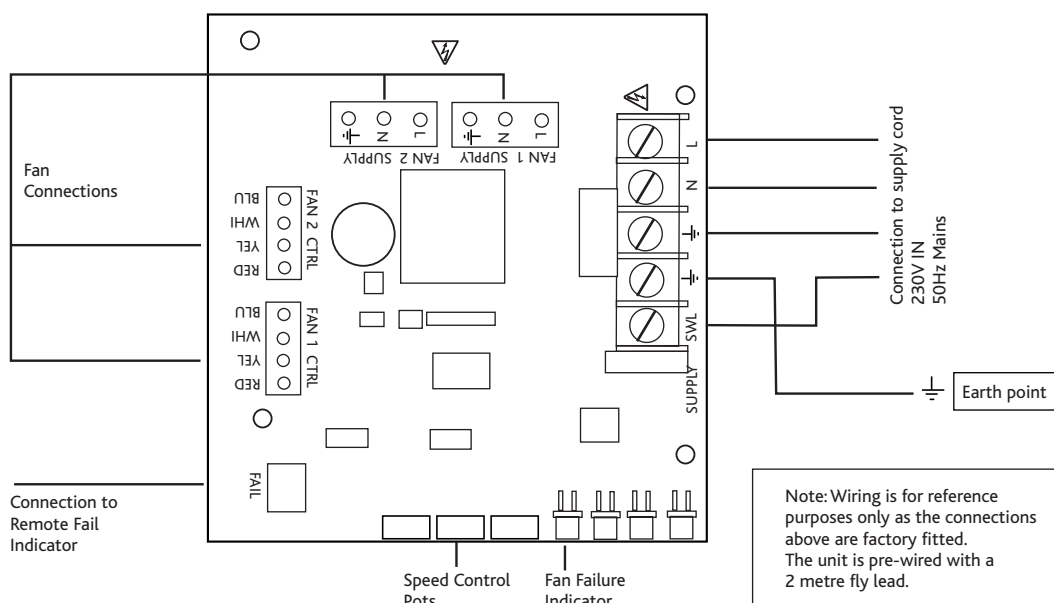 Fan
Connections
L
N
FAN 2 SUPPLY
L
N
FAN 1 SUPPLY
BLU
WHI
YEL
RED
FAN 2 CTRL
BLU
WHI
YEL
RED
FAN 1 CTRL
L
N
SWL
SUPPLY
Connection to supply cord
230V IN
50Hz Mains
Earth point
FAIL
Connection to
Remote Fail
Indicator
Speed Control
Pots
Fan Failure
Indicator
Note: Wiring is for reference
purposes only as the connections
above are factory fitted.
The unit is pre-wired with a
2 metre fly lead.